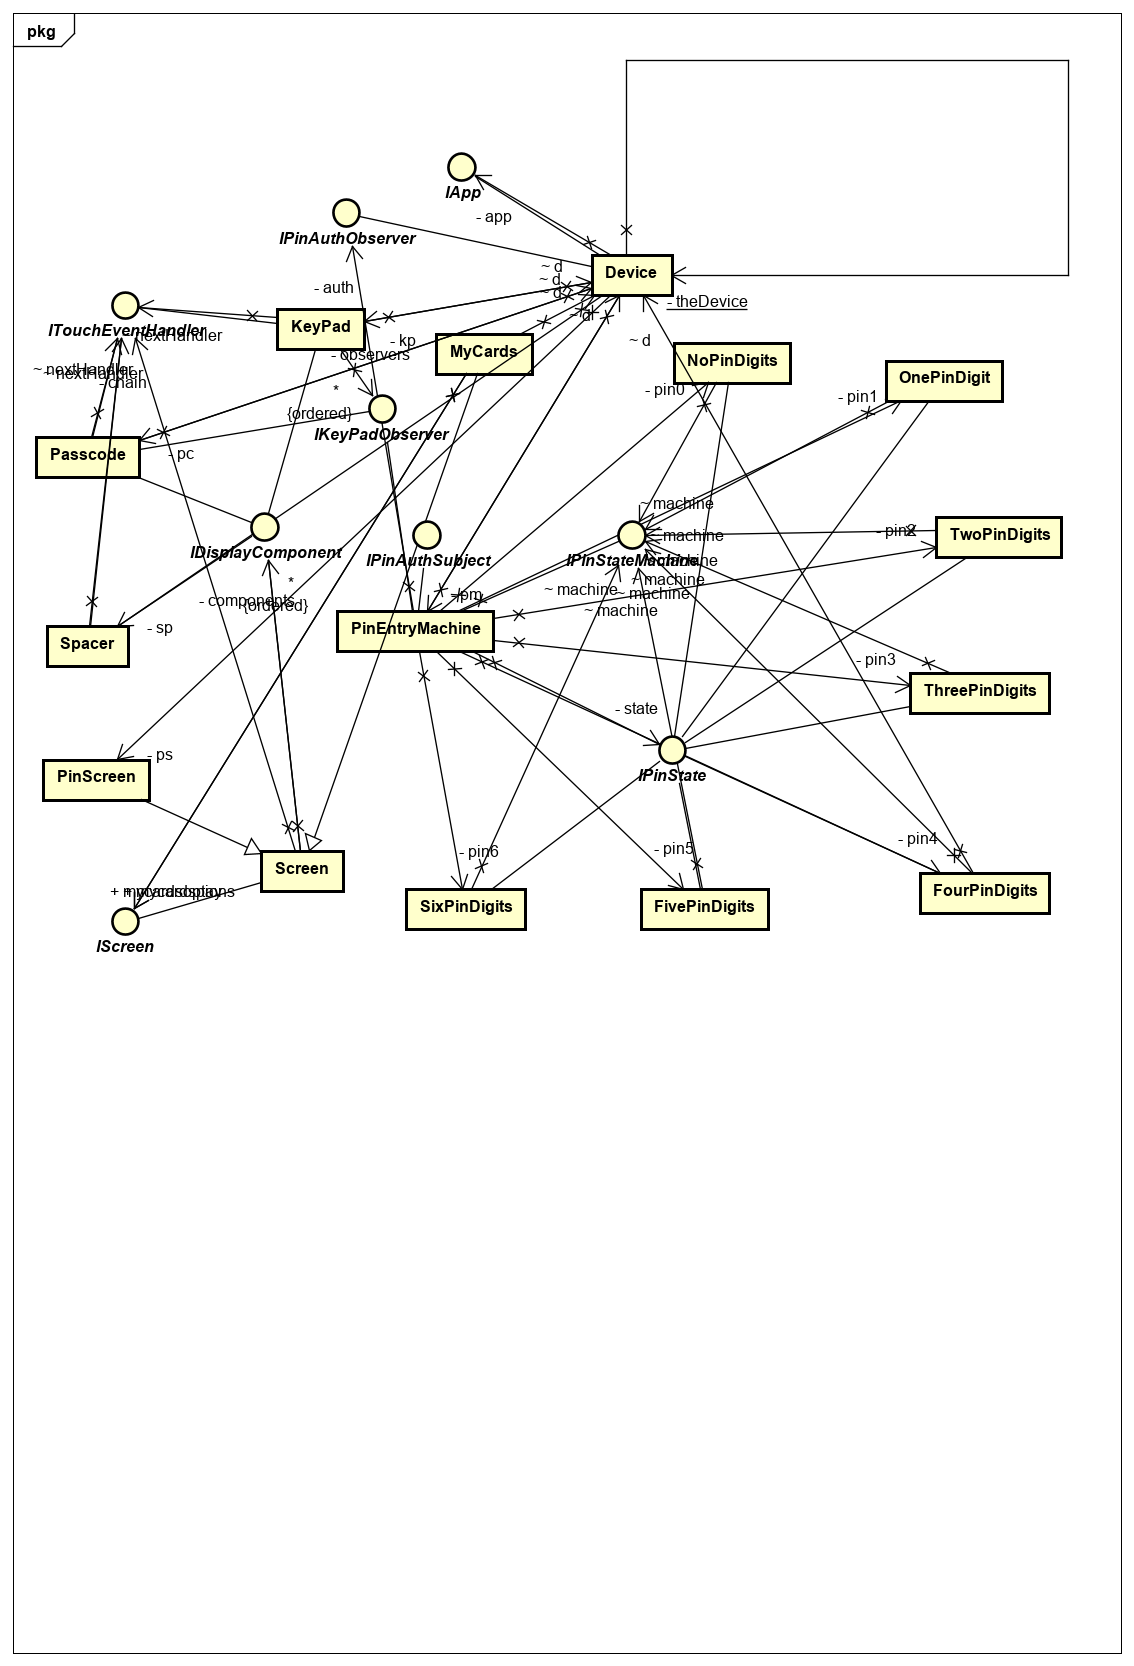 pkg
IApp
- app
IPinAuthObserver
~ d
Device
~ d
- auth
~ d
- theDevice
~ d
ITouchEventHandler
KeyPad
nextHandler
- kp
~ d
MyCards
- observers
NoPinDigits
~ nextHandler
- nextHandler
- chain
OnePinDigit
*
- pin0
- pin1
{ordered}
IKeyPadObserver
Passcode
- pc
~ machine
IDisplayComponent
IPinAuthSubject
IPinStateMachine
machine
- pin2
TwoPinDigits
machine
*
~ machine
- components
{ordered}
~ machine
~ machine
- pm
~ machine
- sp
PinEntryMachine
Spacer
- pin3
ThreePinDigits
- state
- ps
PinScreen
IPinState
Screen
- pin6
- pin5
- pin4
SixPinDigits
FivePinDigits
FourPinDigits
IScreen